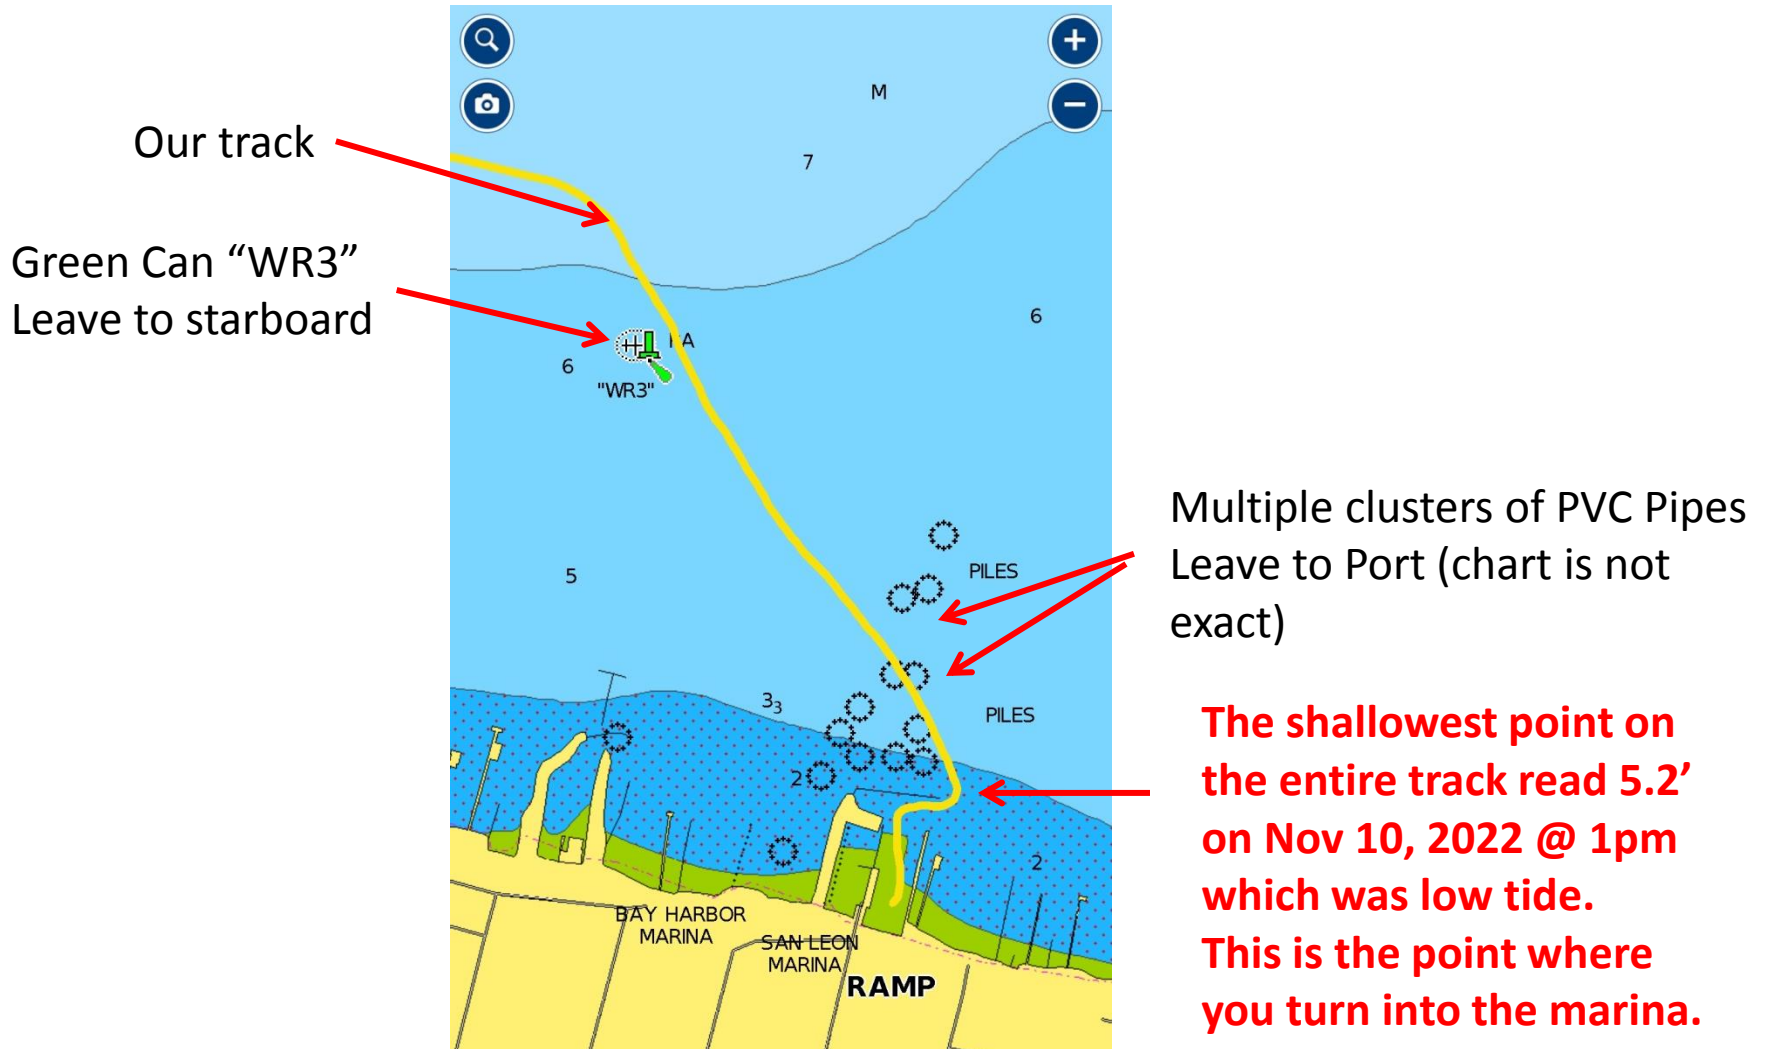 M
Our track
7
Green Can “WR3”
Leave to starboard
6
PA
6
"WR3"
Multiple clusters of PVC Pipes
Leave to Port (chart is not
exact)
5
PILES
3₃
PILES
The shallowest point on
the entire track read 5.2’
on Nov 10, 2022 @ 1pm
which was low tide.
This is the point where
you turn into the marina.
2
2
BAY HARBOR
MARINA
SAN LEON
MARINA
RAMP